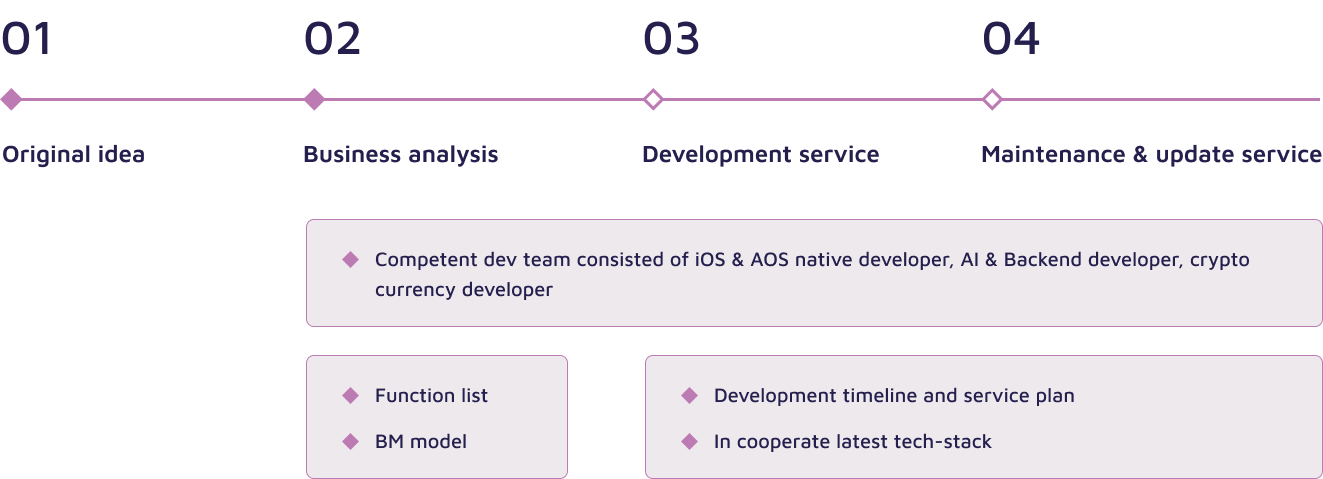 01
02
03
04
Original idea
Business analysis
Development service
Maintenance & update service
Competent dev team consisted of iOS & AOS native developer, AI & Backend developer, crypto
currency developer
Function list
BM model
Development timeline and service plan
In cooperate latest tech-stack